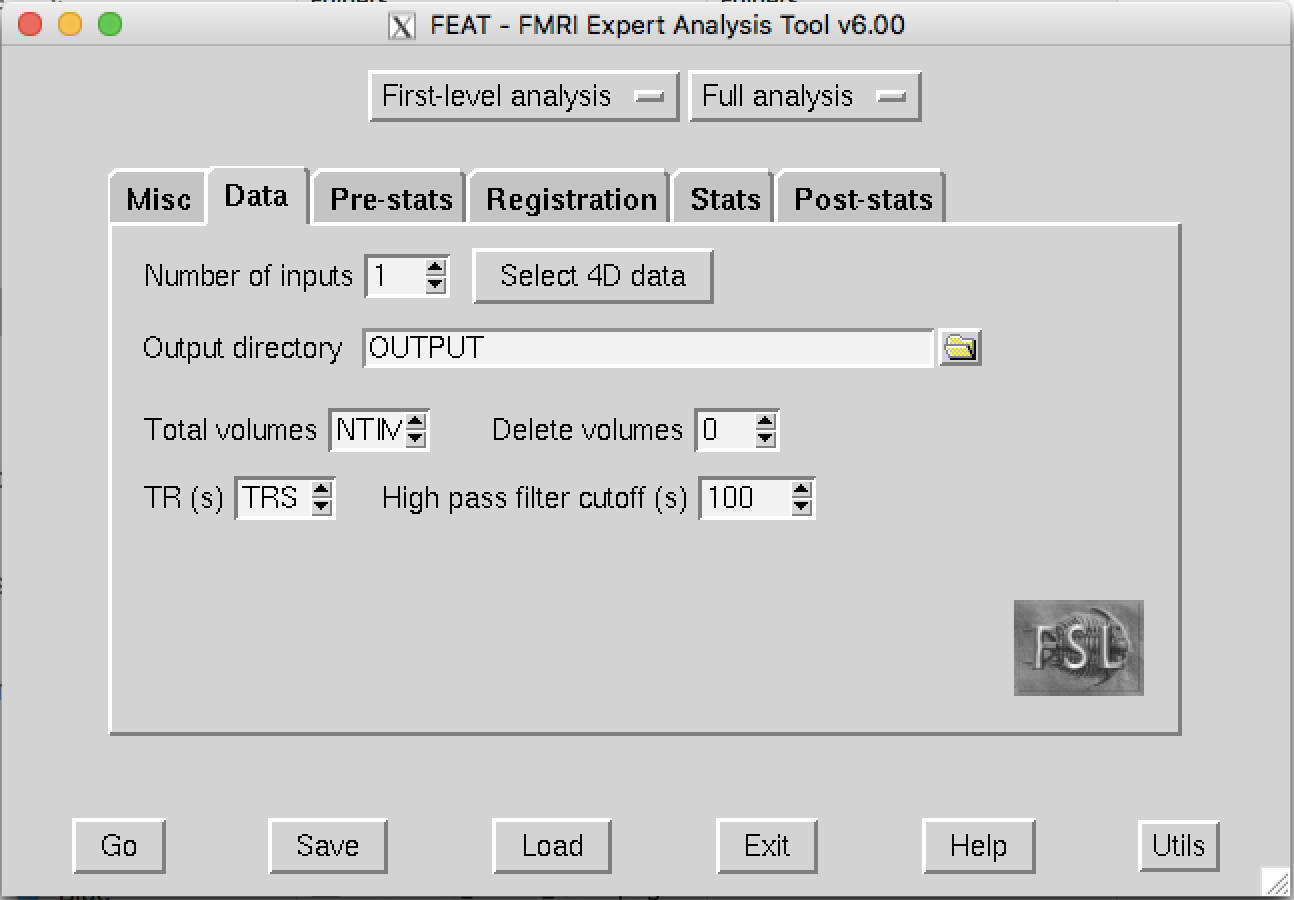 FEAT - FMRI Expert Analysis Tool v6.00
First-level analysis Full analysis
Misc Data Pre-stats Registration Stats Post-stats
Number of inputs 1 Select 4D data
Output directory OUTPUT
Total volumes NTIM Delete volumes 0
TR (s) TRS High pass filter cutoff (s) 100
FSL
Go Save Load Exit Help Utils